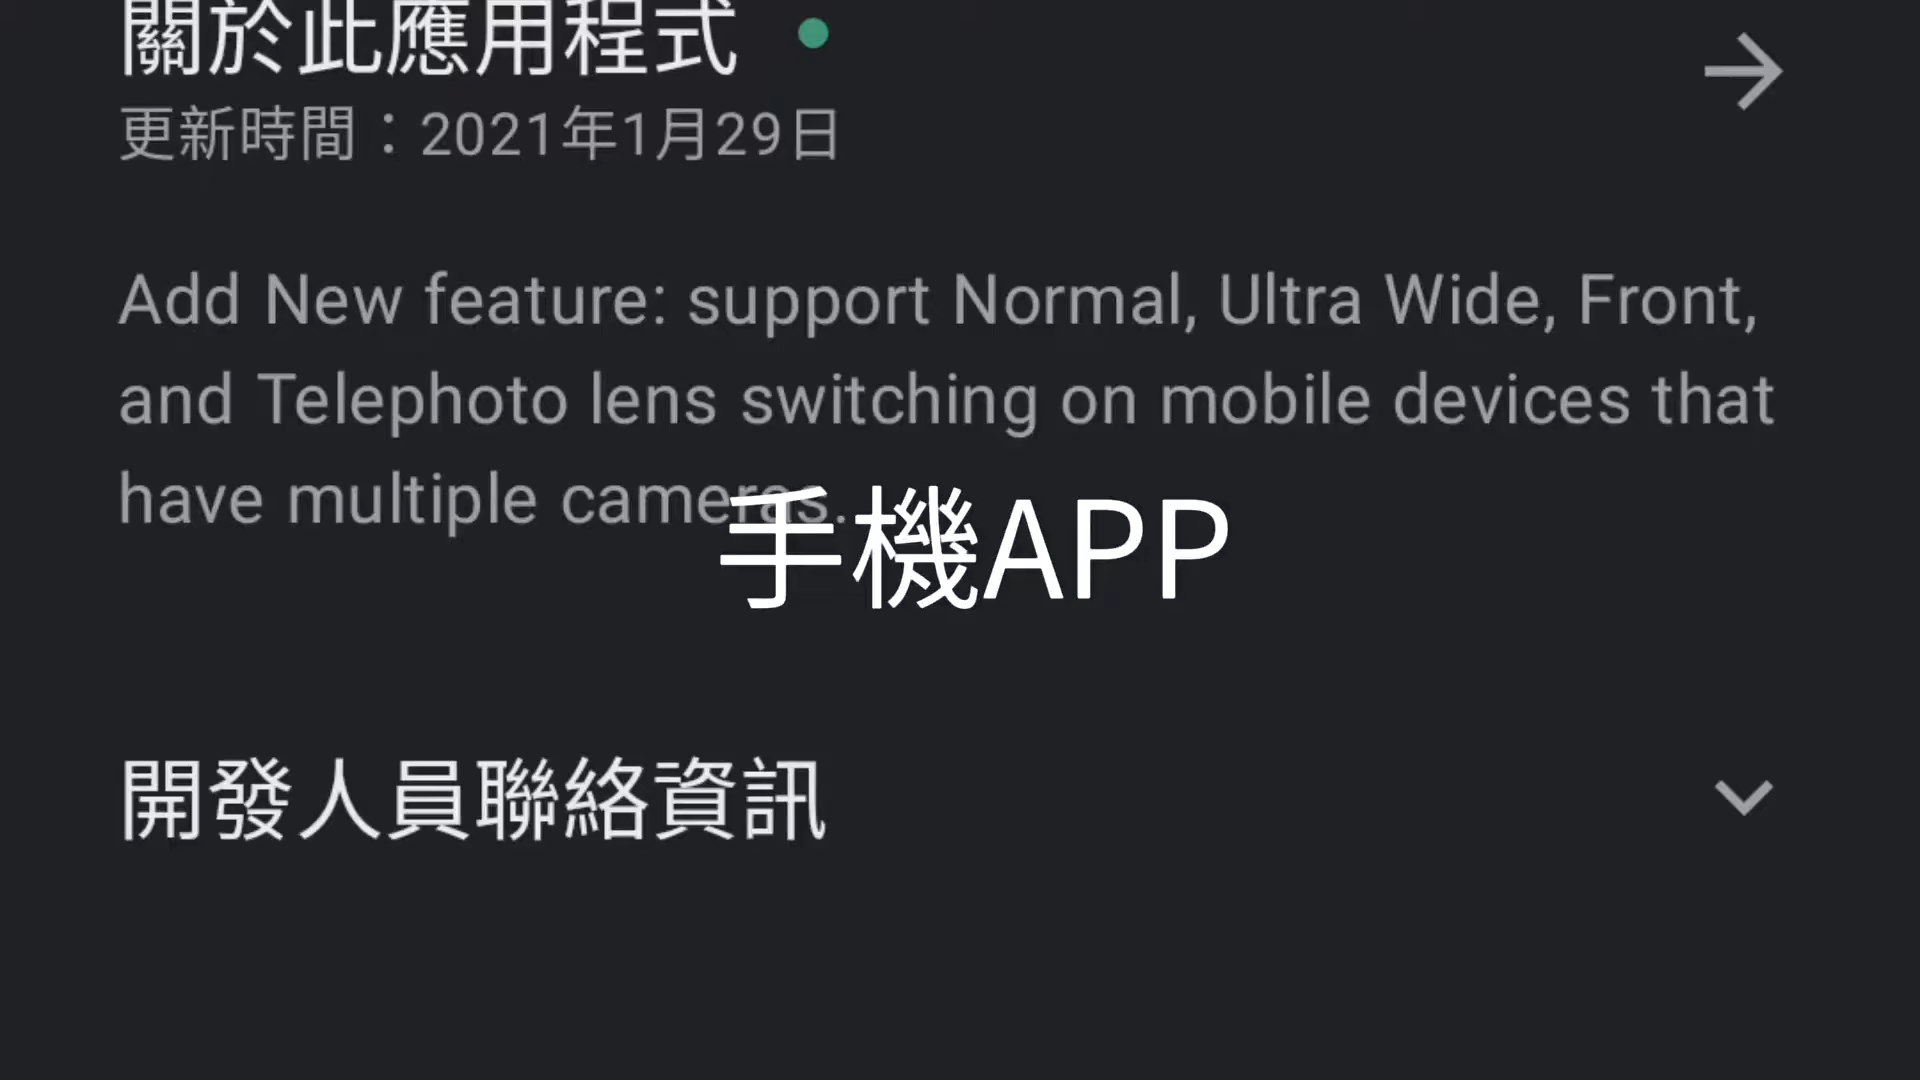 關於此應用程式
更新時間：2021年1月29日
Add New feature: support Normal, Ultra Wide, Front,
and Telephoto lens switching on mobile devices that
have multiple cameras.
手機APP
開發人員聯絡資訊